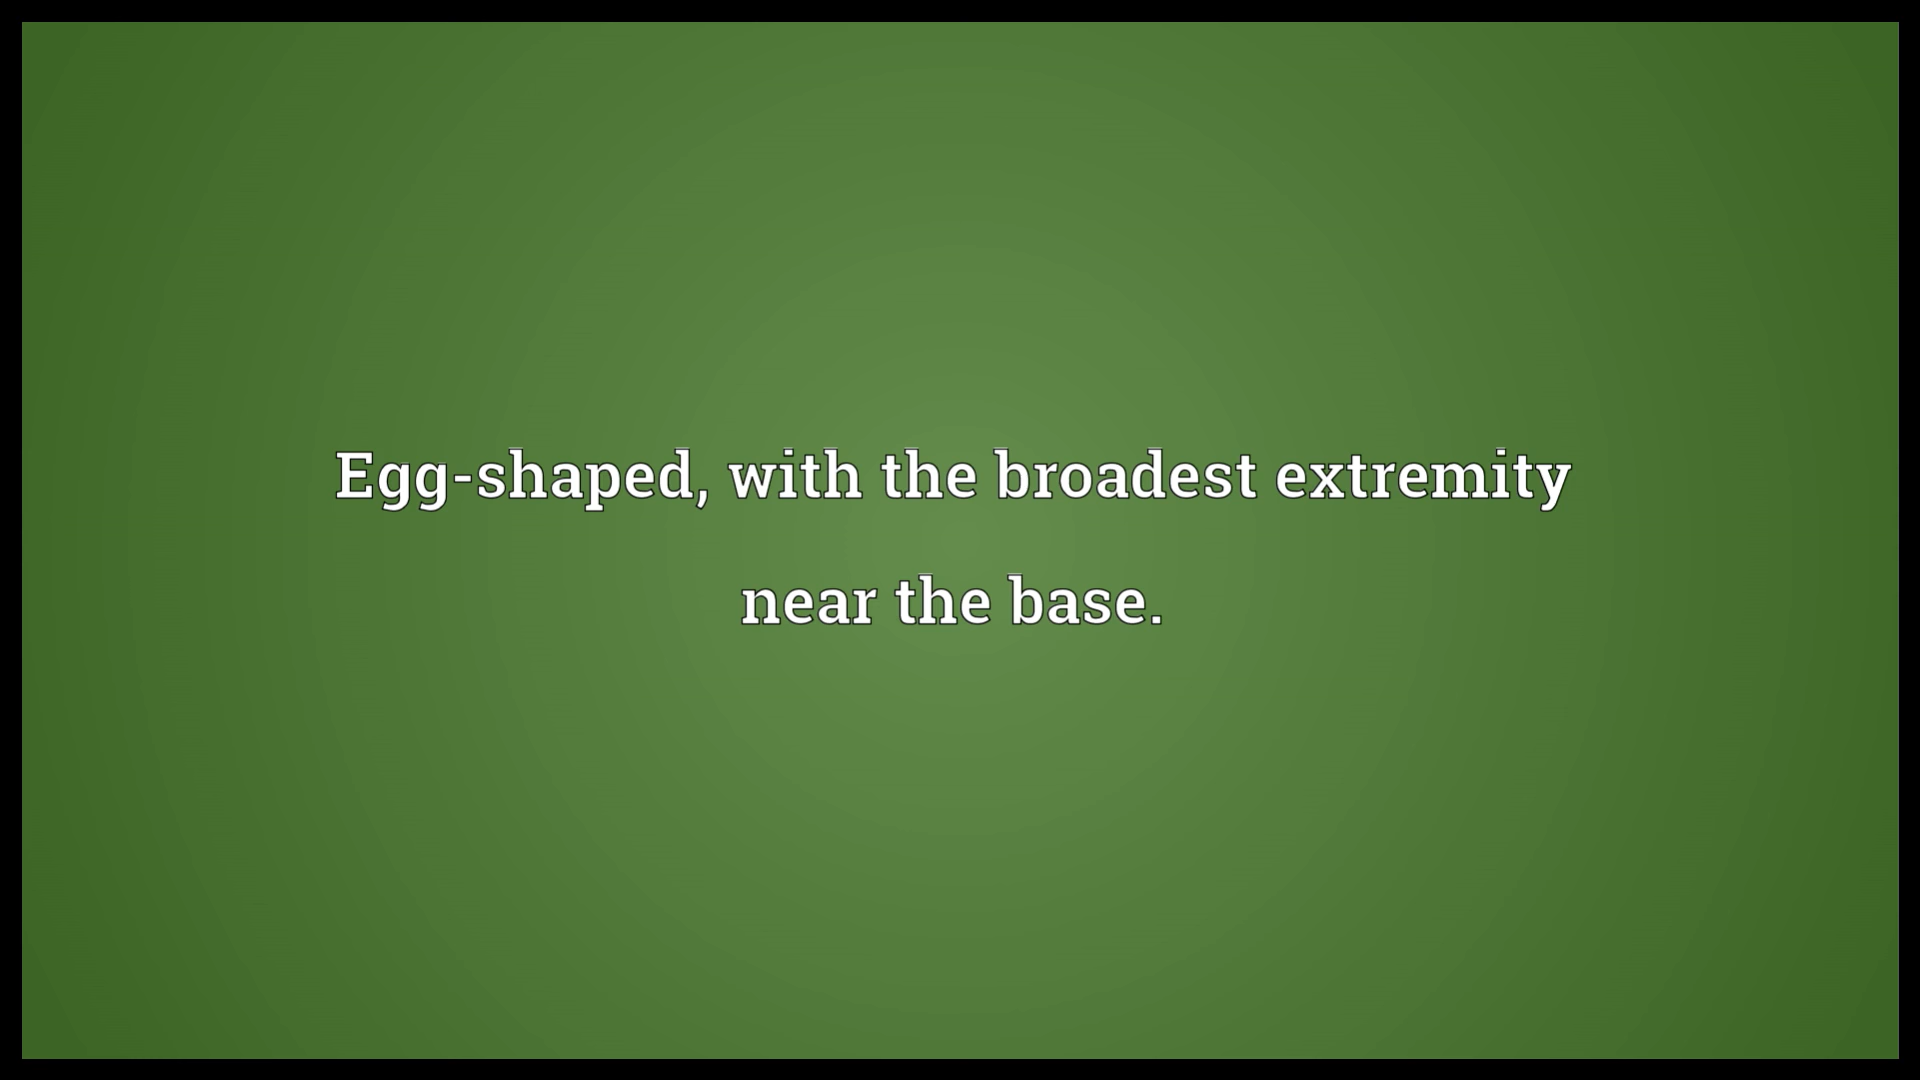 Egg-shaped, with the broadest extremity
near the base.